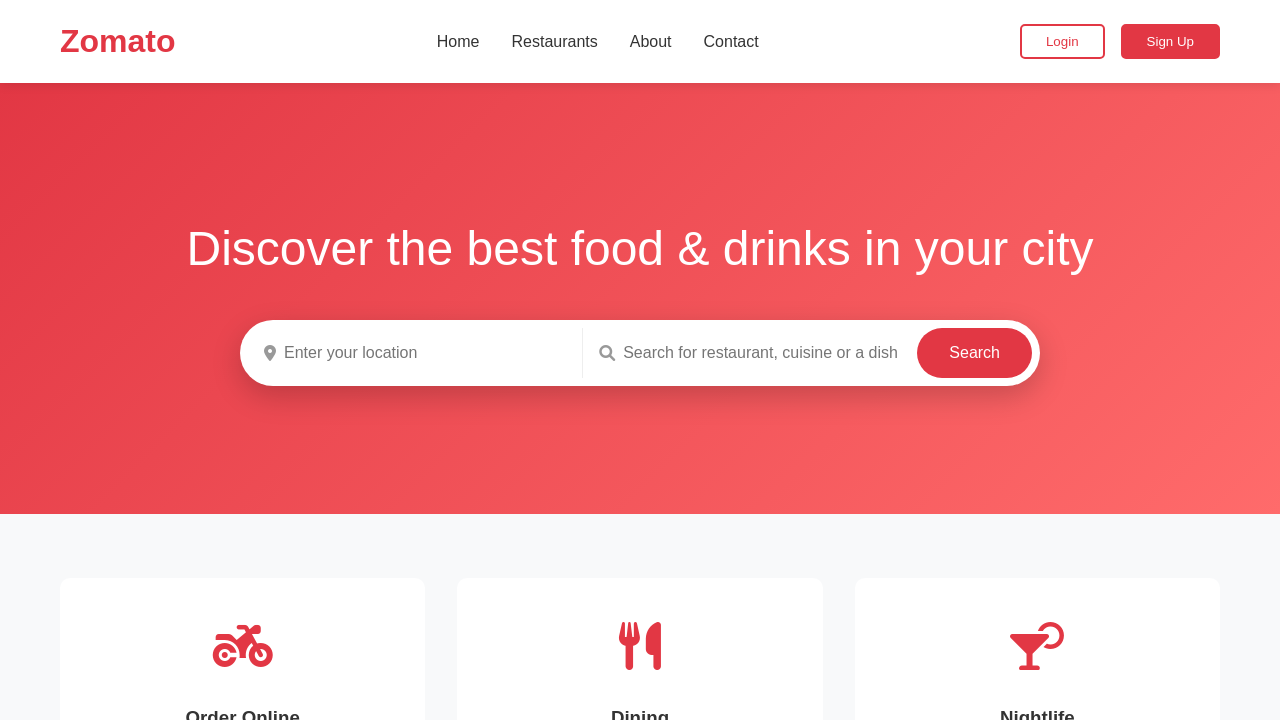 Zomato
Home Restaurants About Contact
Login Sign Up
Discover the best food & drinks in your city
Enter your location
Search for restaurant, cuisine or a dish
Search
Order Online
Dining
Nightlife